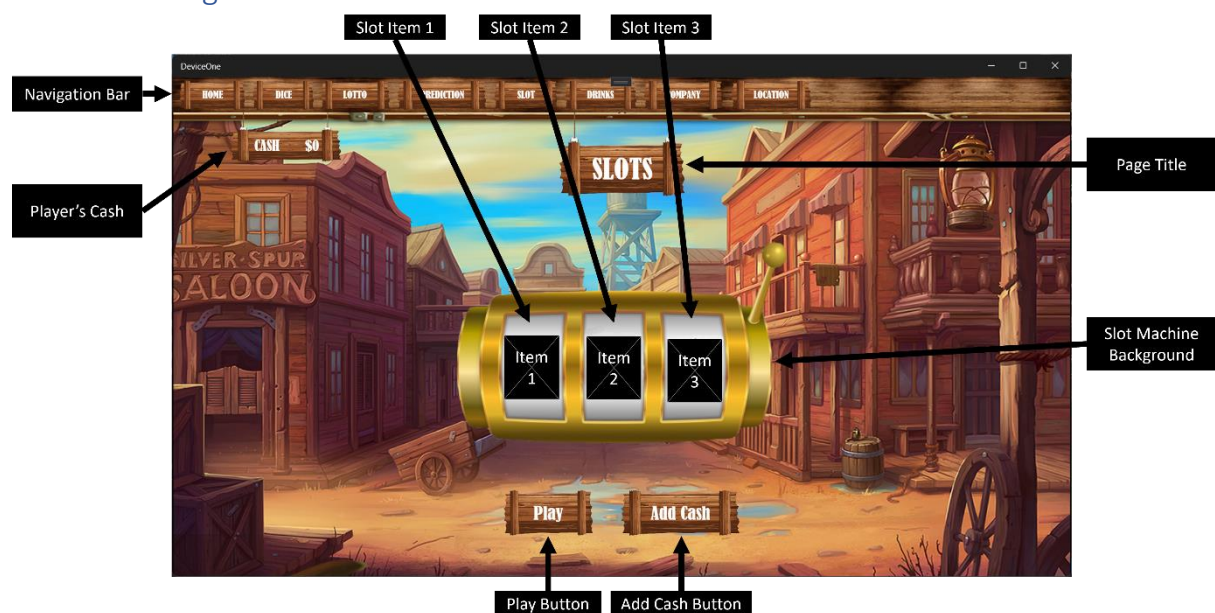 Slot Item 1
Slot Item 2
Slot Item 3
DeviceOne
Navigation Bar
HOME
DICE
LOTTO
PREDICTION
SLOT
DRINKS
COMPANY
LOCATION
CASH $0
SLOTS
Page Title
Player's Cash
SILVER·SPUR
SALOON
Item
1
Item
2
Item
3
Slot Machine
Background
Play
Add Cash
Play Button
Add Cash Button